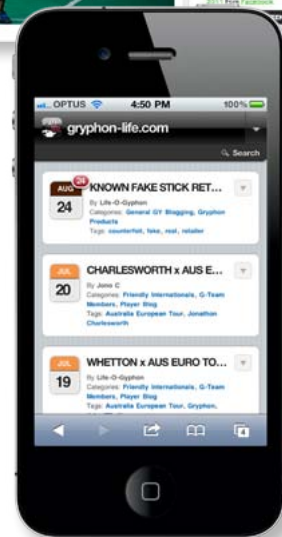 OPTUS 4:50 PM 100%
gryphon-life.com
Search
24
AUG
24
KNOWN FAKE STICK RET...
By Life-O-Gyphon
Categories: General GY Blogging, Gryphon
Products
Tags: counterfeit, fake, real, retailer
JUL
20
CHARLESWORTH x AUS E...
By Jono C
Categories: Friendly Internationals, G-Team
Members, Player Blog
Tags: Australia European Tour, Jonathon
Charlesworth
JUL
19
WHETTON x AUS EURO TO...
By Life-O-Gyphon
Categories: Friendly Internationals, G-Team
Members, Player Blog
Tags: Australia European Tour, Gryphon,
4